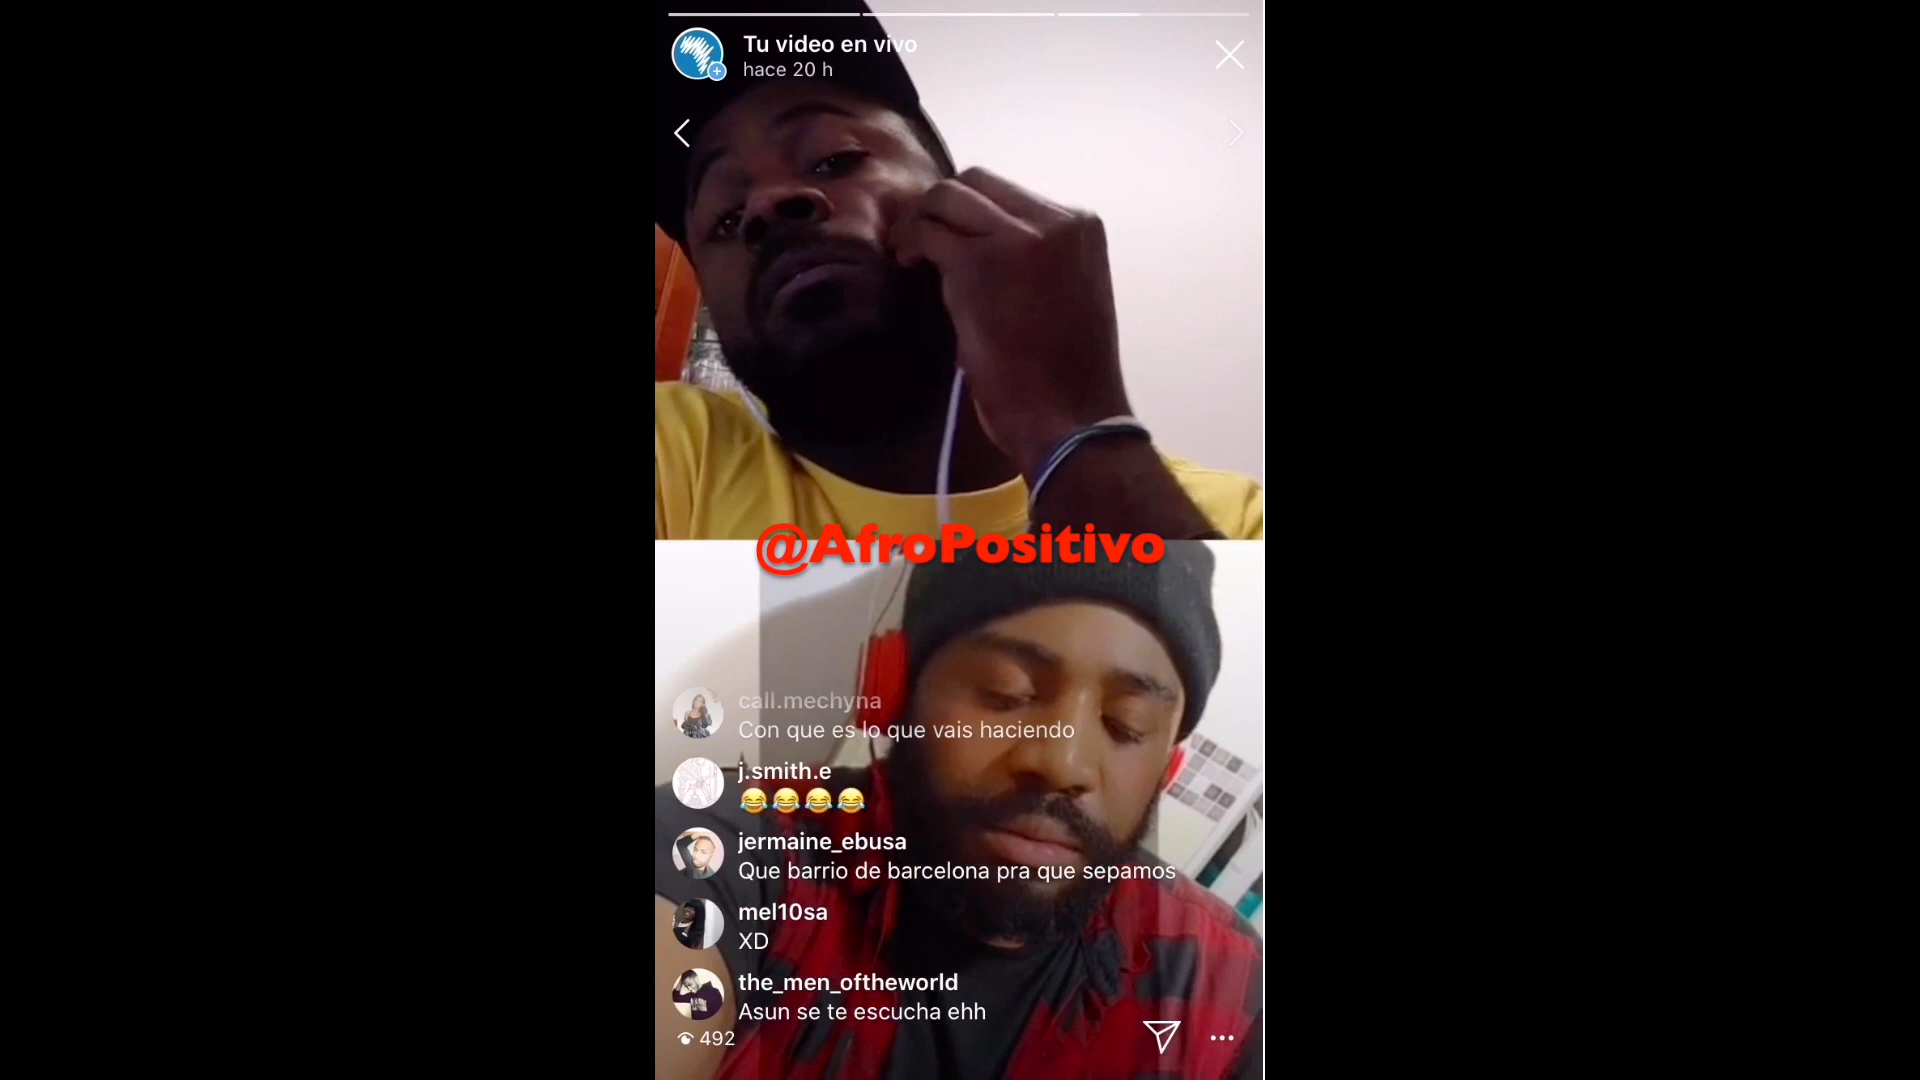 Tu video en vivo
hace 20 h
@AfroPositivo
call.mechyna
Con que es lo que vais haciendo
j.smith.e
😂😂😂😂
jermaine_ebusa
Que barrio de barcelona pra que sepamos
mel10sa
XD
the_men_oftheworld
Asun se te escucha ehh
492